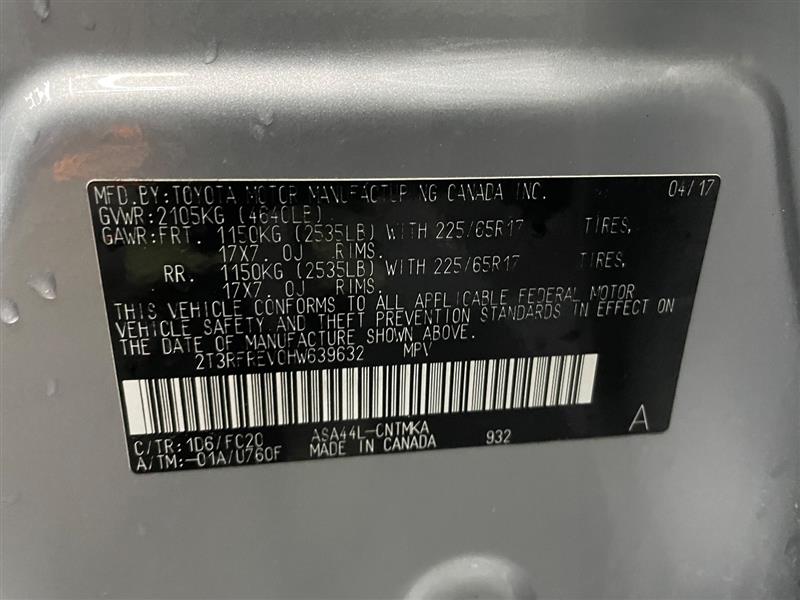 MFD.BY:TOYOTA MOTOR MANUFACTURING CANADA INC. 04/17
GVWR:2105KG (4640LB)
GAWR:FRT. 1150KG (2535LB) WITH 225/65R17 TIRES,
17X7.0J RIMS.
RR. 1150KG (2535LB) WITH 225/65R17 TIRES,
17X7.0J RIMS.
THIS VEHICLE CONFORMS TO ALL APPLICABLE FEDERAL MOTOR
VEHICLE SAFETY AND THEFT PREVENTION STANDARDS IN EFFECT ON
THE DATE OF MANUFACTURE SHOWN ABOVE.
2T3RFREV0HW639632 MPV
C/TR:1D6/FC20 ASA44L-CNTMKA A
A/TM:-01A/U760F MADE IN CANADA 932